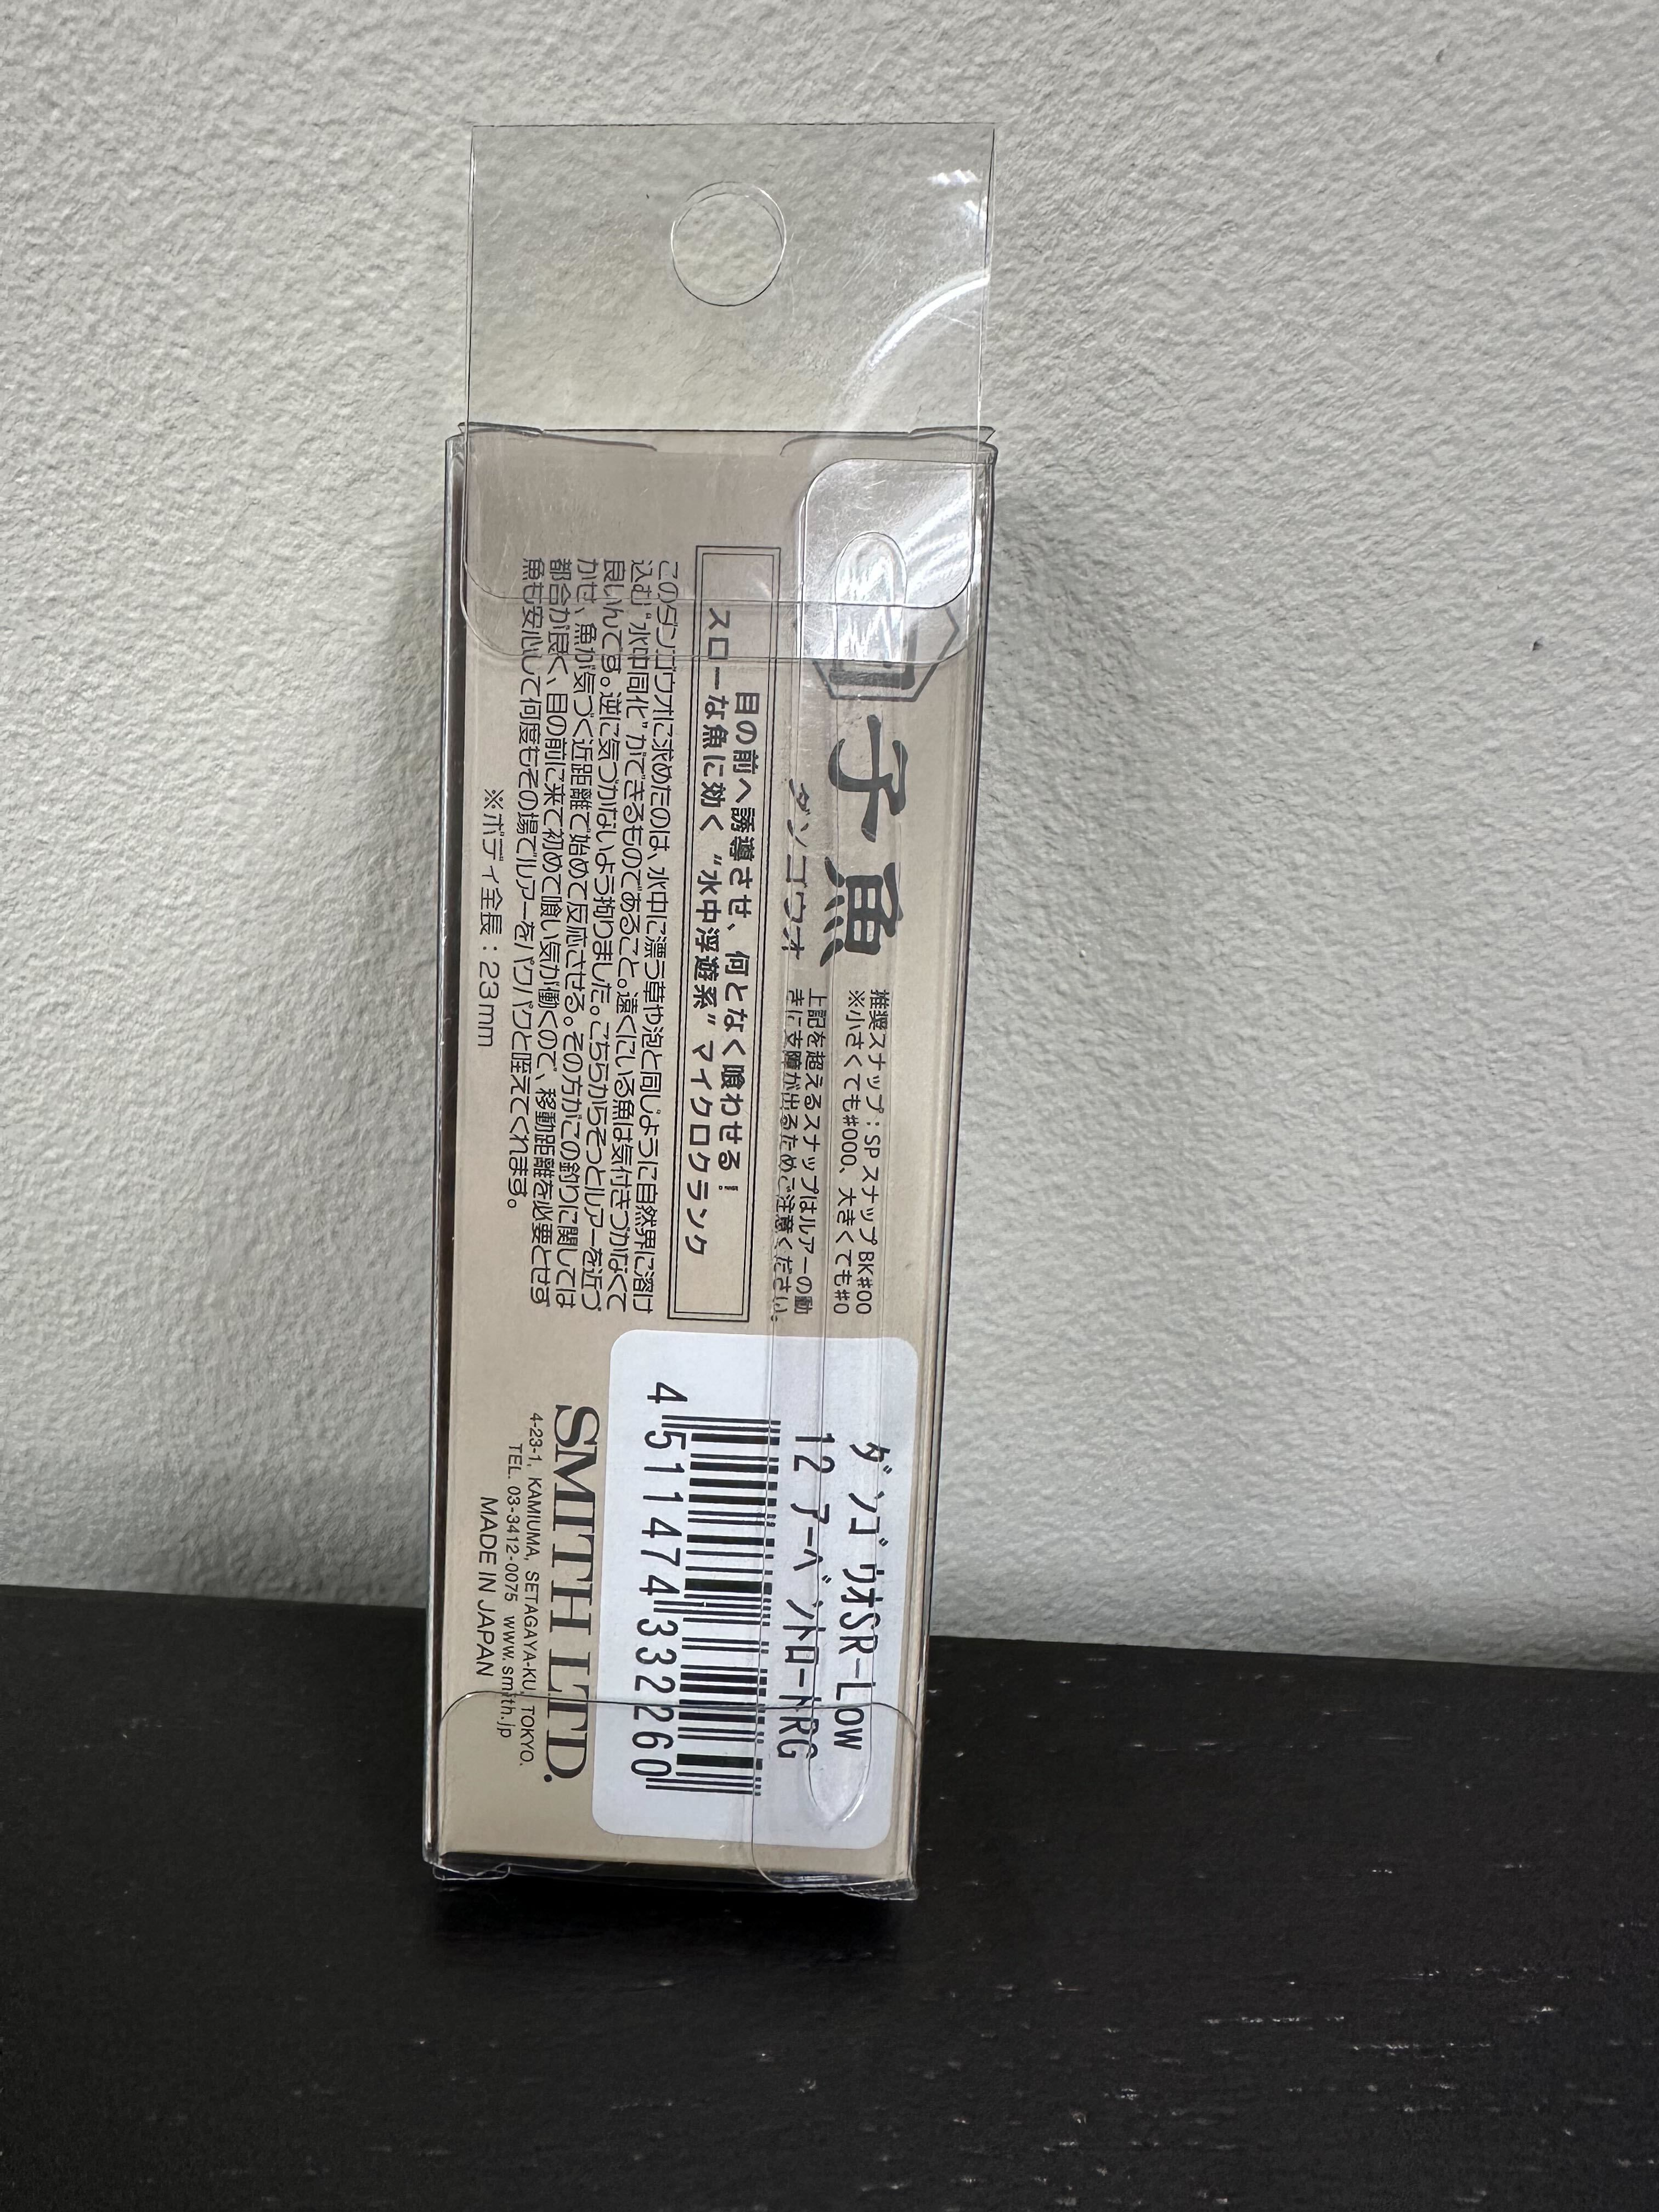 子魚
ダンゴウオ
推奨スナップ：SP スナップ BK#00
※小さくても#000、大きくても#0
上記を超えるスナップはルアーの動
きに支障が出るためご注意ください。
目の前へ誘導させ、何となく喰わせる！
スローな魚に効く “水中浮遊系” マイクロクランク
このダンゴウオに求めたのは、水中に漂う草や泡と同じように自然界に溶け
込む“水中同化”ができるものであること。遠くにいる魚は気付きづかなくて
良いんです。逆に気づかないよう拘りました。こちらからそっとルアーを近づ
かせ、魚が気づく近距離で始めて反応させる。その方がこの釣りに関しては
都合が良く、目の前に来て初めて喰い気が働くので、移動距離を必要とせず
魚も安心して何度もその場でルアーをパクパクと咥えてくれます。
※ボディ全長：23mm
ダンゴウオSR-Low
12 アーベントロートRG
4 511474 332260
SMITH LTD.
4-23-1, KAMIUMA, SETAGAYA-KU, TOKYO.
TEL. 03-3412-0075 www.smith.jp
MADE IN JAPAN